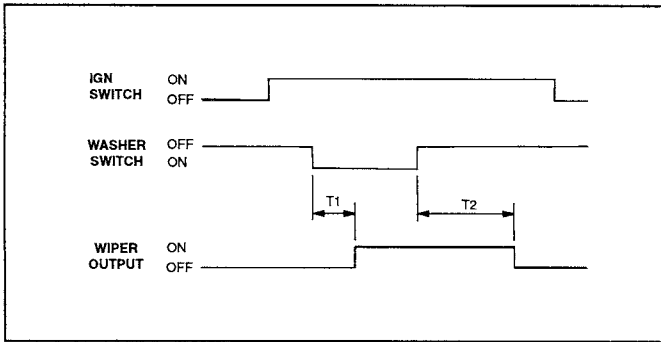 IGN SWITCH ON
OFF
WASHER SWITCH OFF
ON
T1 T2
WIPER OUTPUT ON
OFF